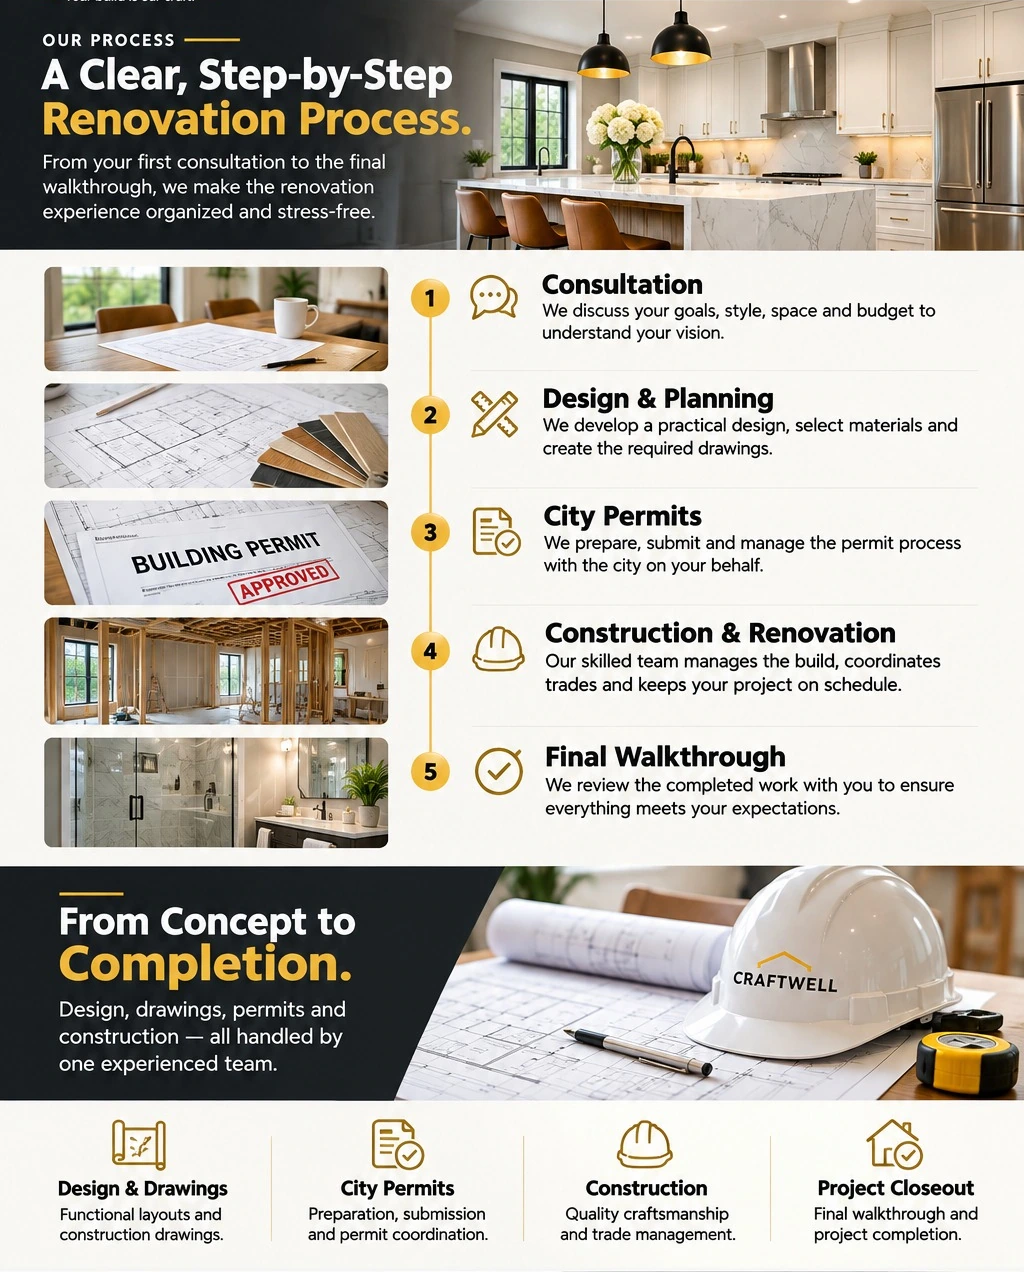 OUR PROCESS
A Clear, Step-by-Step
Renovation Process.
From your first consultation to the final
walkthrough, we make the renovation
experience organized and stress-free.
1
Consultation
We discuss your goals, style, space and budget to
understand your vision.
2
Design & Planning
We develop a practical design, select materials and
create the required drawings.
BUILDING PERMIT
APPROVED
3
City Permits
We prepare, submit and manage the permit process
with the city on your behalf.
4
Construction & Renovation
Our skilled team manages the build, coordinates
trades and keeps your project on schedule.
5
Final Walkthrough
We review the completed work with you to ensure
everything meets your expectations.
From Concept to
Completion.
Design, drawings, permits and
construction — all handled by
one experienced team.
CRAFTWELL
Design & Drawings
Functional layouts and
construction drawings.
City Permits
Preparation, submission
and permit coordination.
Construction
Quality craftsmanship
and trade management.
Project Closeout
Final walkthrough and
project completion.